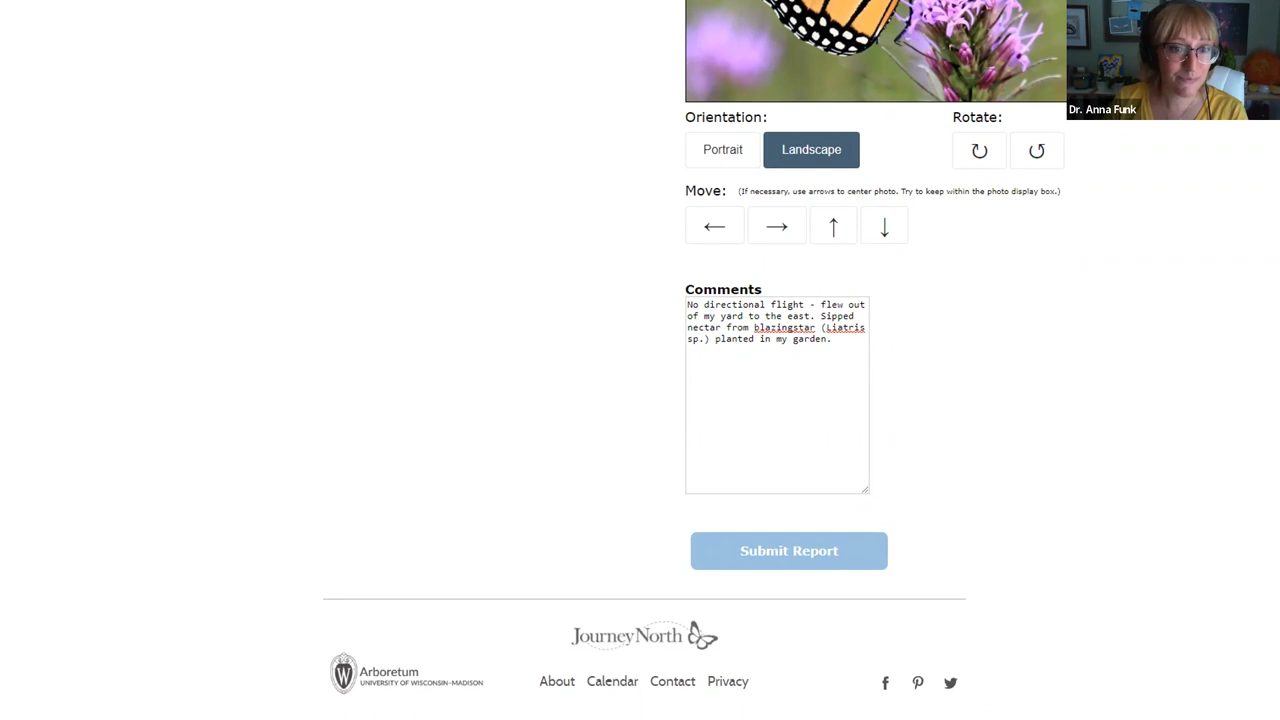 Dr. Anna Funk
Orientation:
Rotate:
Portrait
Landscape
Move: (If necessary, use arrows to center photo. Try to keep within the photo display box.)
Comments
No directional flight - flew out
of my yard to the east. Sipped
nectar from blazingstar (Liatris
sp.) planted in my garden.
Submit Report
Journey North
W
Arboretum
UNIVERSITY OF WISCONSIN-MADISON
About Calendar Contact Privacy